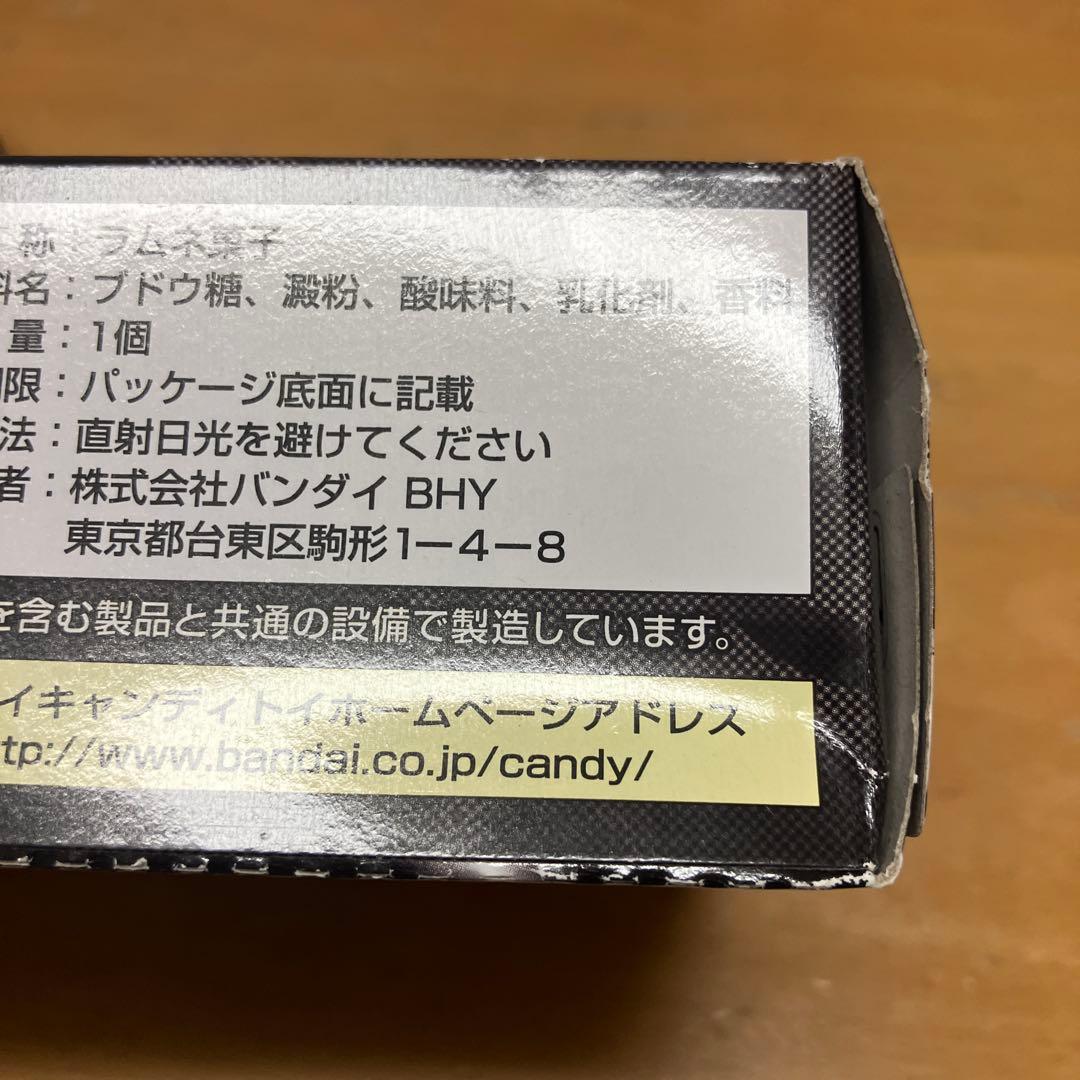 称：ラムネ菓子
料名：ブドウ糖、澱粉、酸味料、乳化剤、香料
量：1個
期限：パッケージ底面に記載
法：直射日光を避けてください
者：株式会社バンダイ BHY
東京都台東区駒形1－4－8
を含む製品と共通の設備で製造しています。
イキャンディトイホームページアドレス
ttp://www.bandai.co.jp/candy/